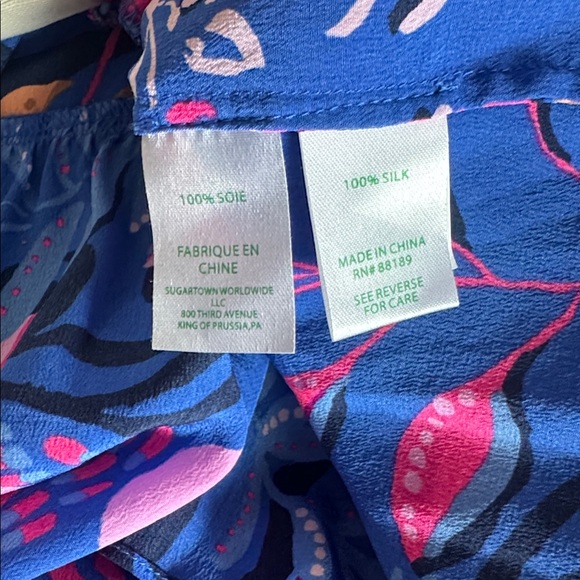 100% SOIE
FABRIQUE EN
CHINE
SUGARTOWN WORLDWIDE
LLC
800 THIRD AVENUE
KING OF PRUSSIA,PA
100% SILK
MADE IN CHINA
RN# 88189
SEE REVERSE
FOR CARE